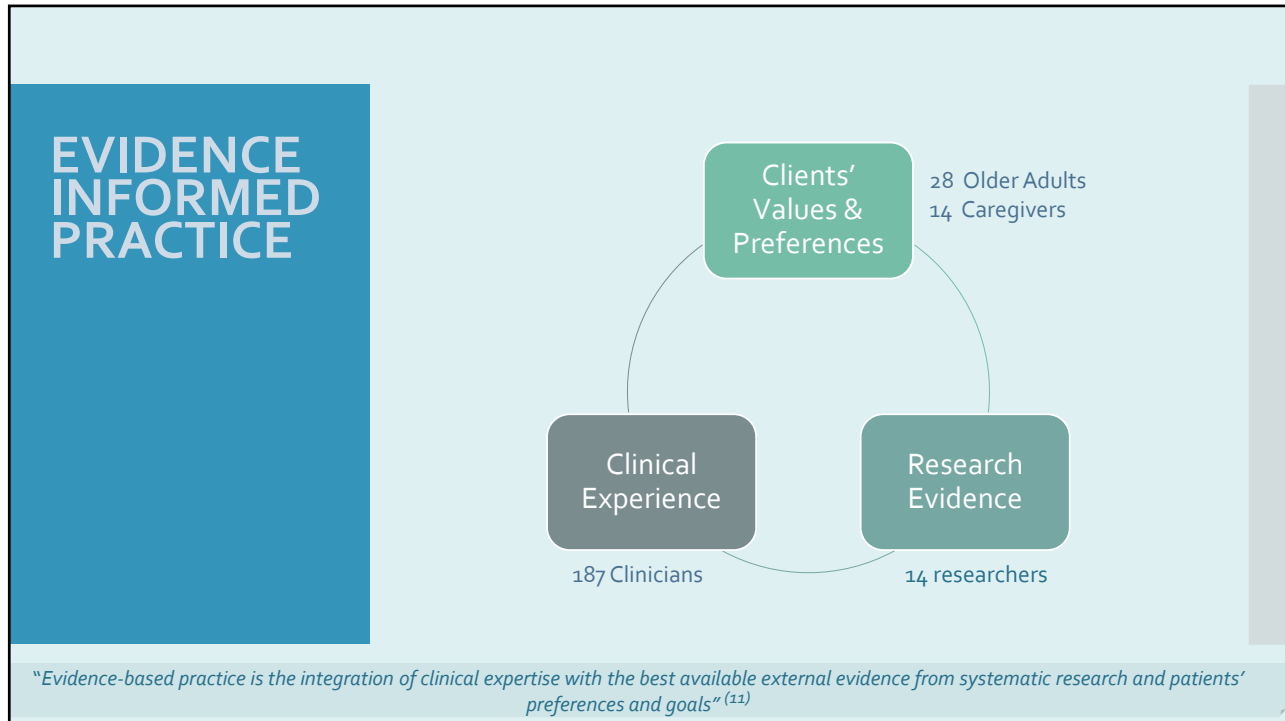 EVIDENCE
INFORMED
PRACTICE
Clients'
Values &
Preferences
28 Older Adults
14 Caregivers
Clinical
Experience
Research
Evidence
187 Clinicians
14 researchers
"Evidence-based practice is the integration of clinical expertise with the best available external evidence from systematic research and patients'
preferences and goals" (11)